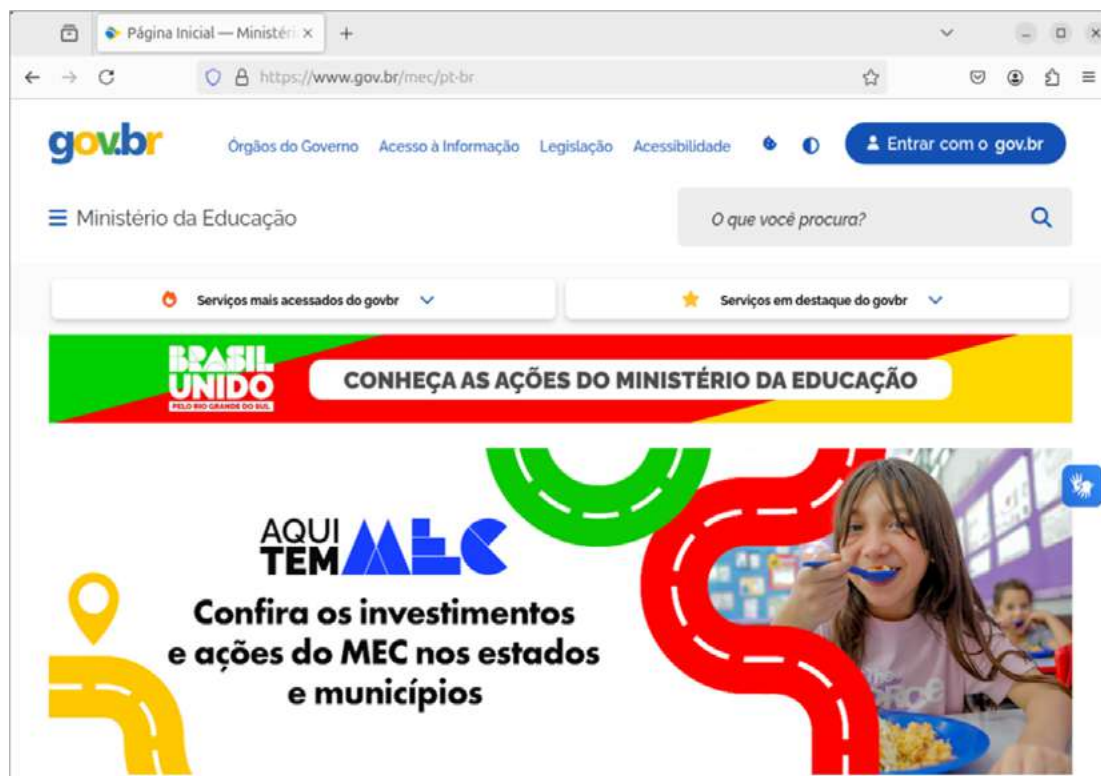 Página Inicial — Ministéri
https://www.gov.br/mec/pt-br
gov.br
Órgãos do Governo Acesso à Informação Legislação Acessibilidade
Entrar com o gov.br
Ministério da Educação
O que você procura?
Serviços mais acessados do govbr
Serviços em destaque do govbr
BRASIL
UNIDO
PELO RIO GRANDE DO SUL
CONHEÇA AS AÇÕES DO MINISTÉRIO DA EDUCAÇÃO
AQUI
TEM MEC
Confira os investimentos
e ações do MEC nos estados
e municípios